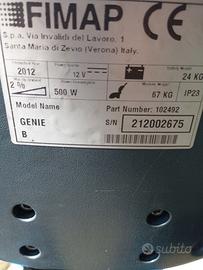 FIMAP CE
S.p.a. Via Invalidi del Lavoro, 1
Santa Maria di Zevio (Verona) Italy.
2012 12 V 24 KG
2 % 500 W 67 KG IP23
Model Name Part Number: 102492
GENIE S/N 212002675
B
subito